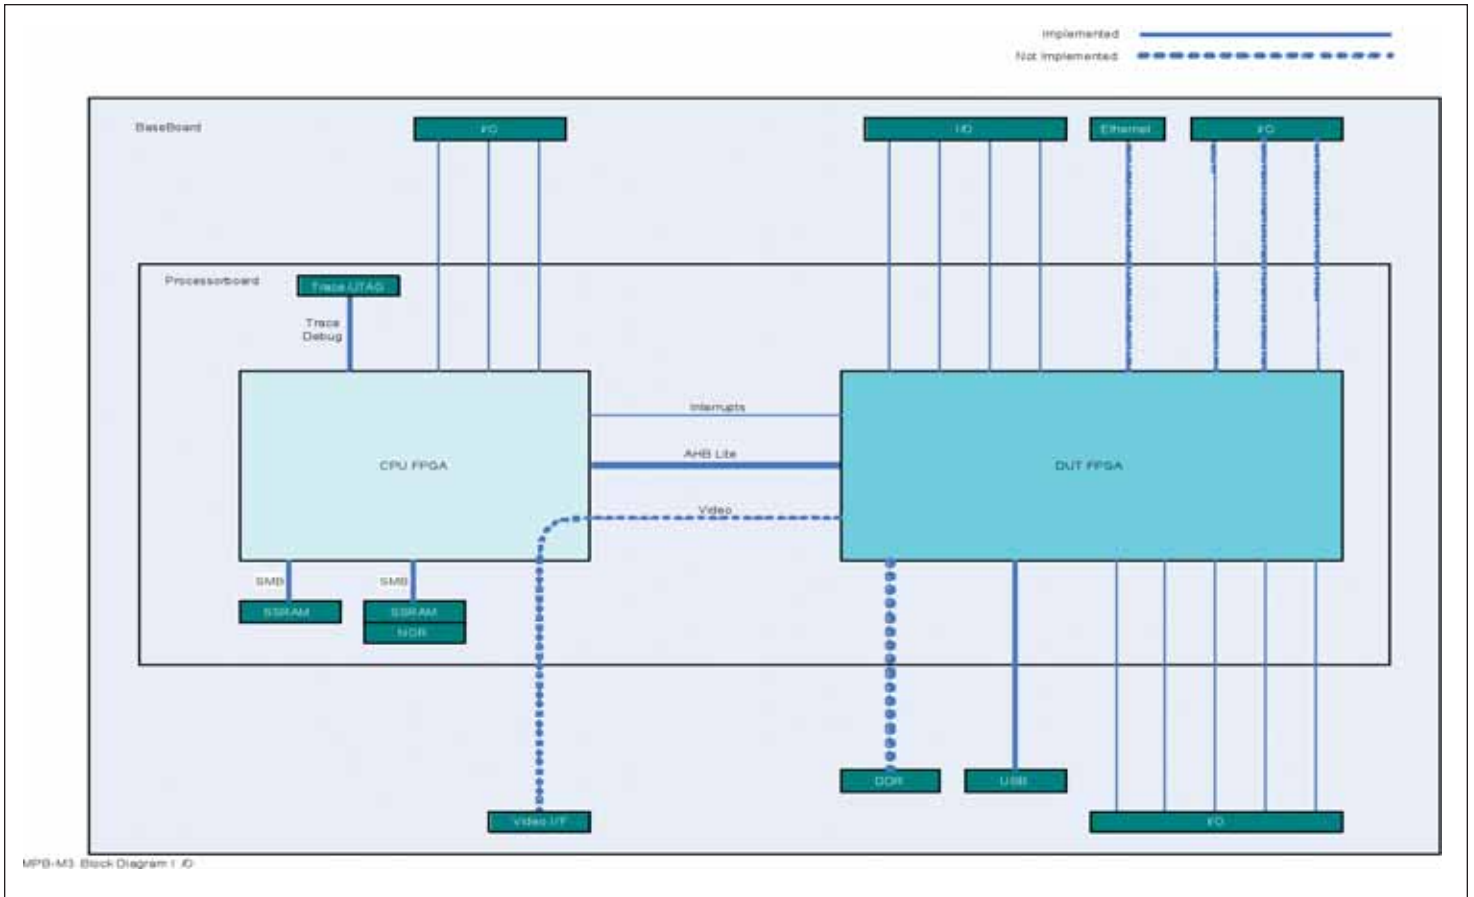 Implemented
Not Implemented
BaseBoard
I/O
I/O
Ethernet
I/O
Processorboard
Trace/JTAG
Trace
Debug
Interrupts
AHB Lite
CPU FPGA
DUT FPGA
Video
SMB
SMB
SSRAM
SSRAM
NOR
DDR
USB
Video I/F
I/O
MPB-M3 Block Diagram